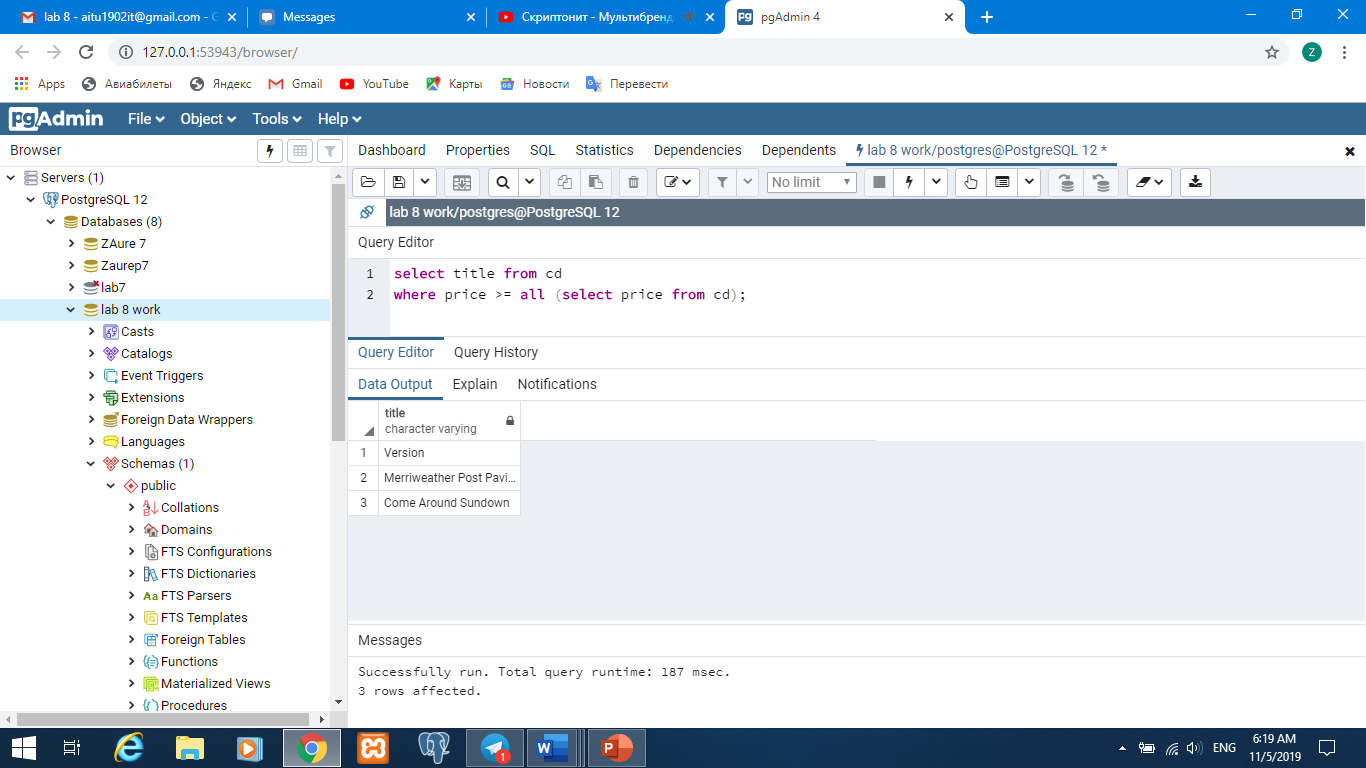 lab 8 - aitu1902it@gmail.com - G
Messages
Скриптонит - Мультибренд
pgAdmin 4
127.0.0.1:53943/browser/
Z
Apps
Авиабилеты
Яндекс
Gmail
YouTube
Карты
Новости
Перевести
pgAdmin
File
Object
Tools
Help
Browser
Dashboard
Properties
SQL
Statistics
Dependencies
Dependents
lab 8 work/postgres@PostgreSQL 12 *
No limit
Servers (1)
PostgreSQL 12
Databases (8)
ZAure 7
Zaurep7
lab7
lab 8 work
Casts
Catalogs
Event Triggers
Extensions
Foreign Data Wrappers
Languages
Schemas (1)
public
Collations
Domains
FTS Configurations
FTS Dictionaries
Aa FTS Parsers
FTS Templates
Foreign Tables
Functions
Materialized Views
Procedures
lab 8 work/postgres@PostgreSQL 12
Query Editor
1 select title from cd
2 where price >= all (select price from cd);
Query Editor
Query History
Data Output
Explain
Notifications
title
character varying
1 Version
2 Merriweather Post Pavi...
3 Come Around Sundown
Messages
Successfully run. Total query runtime: 187 msec.
3 rows affected.
1
ENG
6:19 AM
11/5/2019